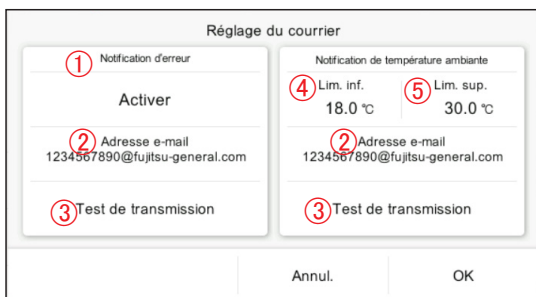 Réglage du courrier
① Notification d'erreur
Activer
② Adresse e-mail
1234567890@fujitsu-general.com
③ Test de transmission
Notification de température ambiante
④ Lim. inf.
18.0 ℃
⑤ Lim. sup.
30.0 ℃
② Adresse e-mail
1234567890@fujitsu-general.com
③ Test de transmission
Annul.
OK